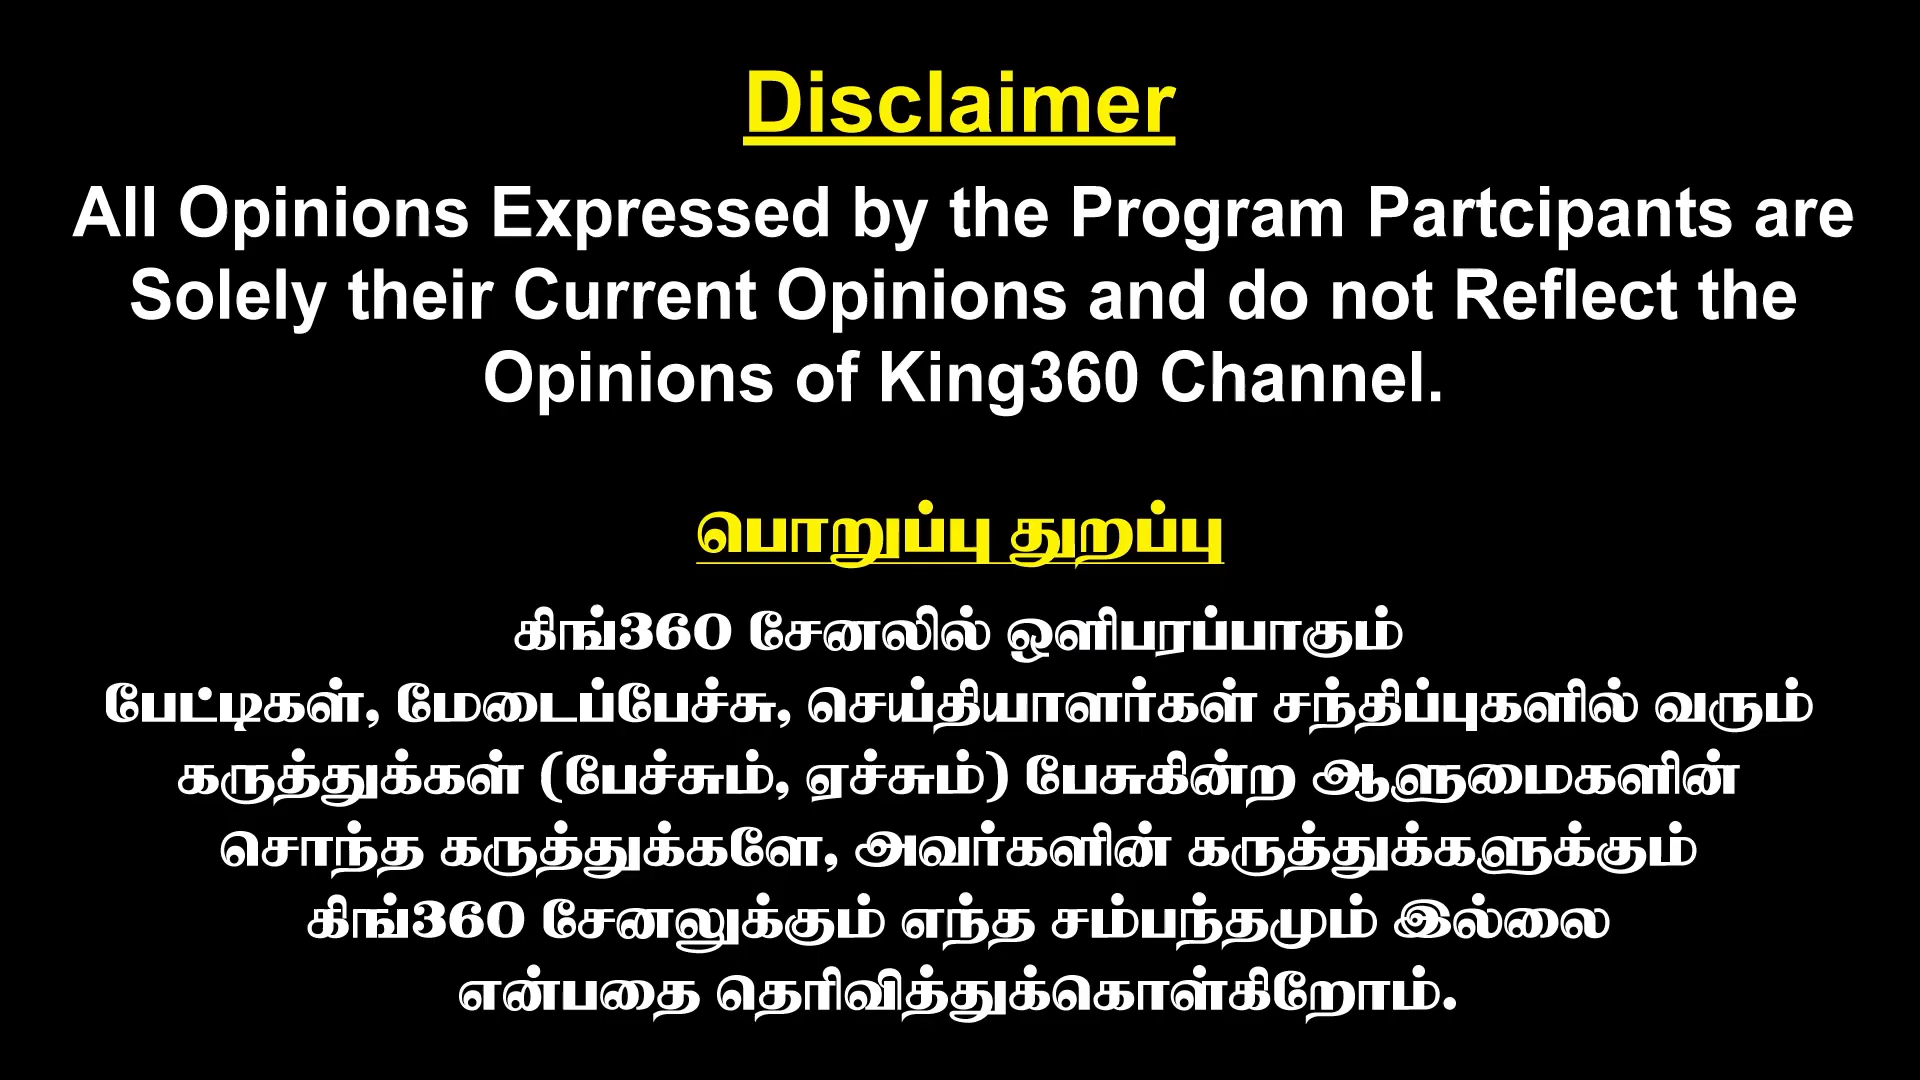 Disclaimer
All Opinions Expressed by the Program Partcipants are
Solely their Current Opinions and do not Reflect the
Opinions of King360 Channel.
பொறுப்பு துறப்பு
கிங்360 சேனலில் ஒளிபரப்பாகும்
பேட்டிகள், மேடைப்பேச்சு, செய்தியாளர்கள் சந்திப்புகளில் வரும்
கருத்துக்கள் (பேச்சும், ஏச்சும்) பேசுகின்ற ஆளுமைகளின்
சொந்த கருத்துக்களே, அவர்களின் கருத்துக்களுக்கும்
கிங்360 சேனலுக்கும் எந்த சம்பந்தமும் இல்லை
என்பதை தெரிவித்துக்கொள்கிறோம்.